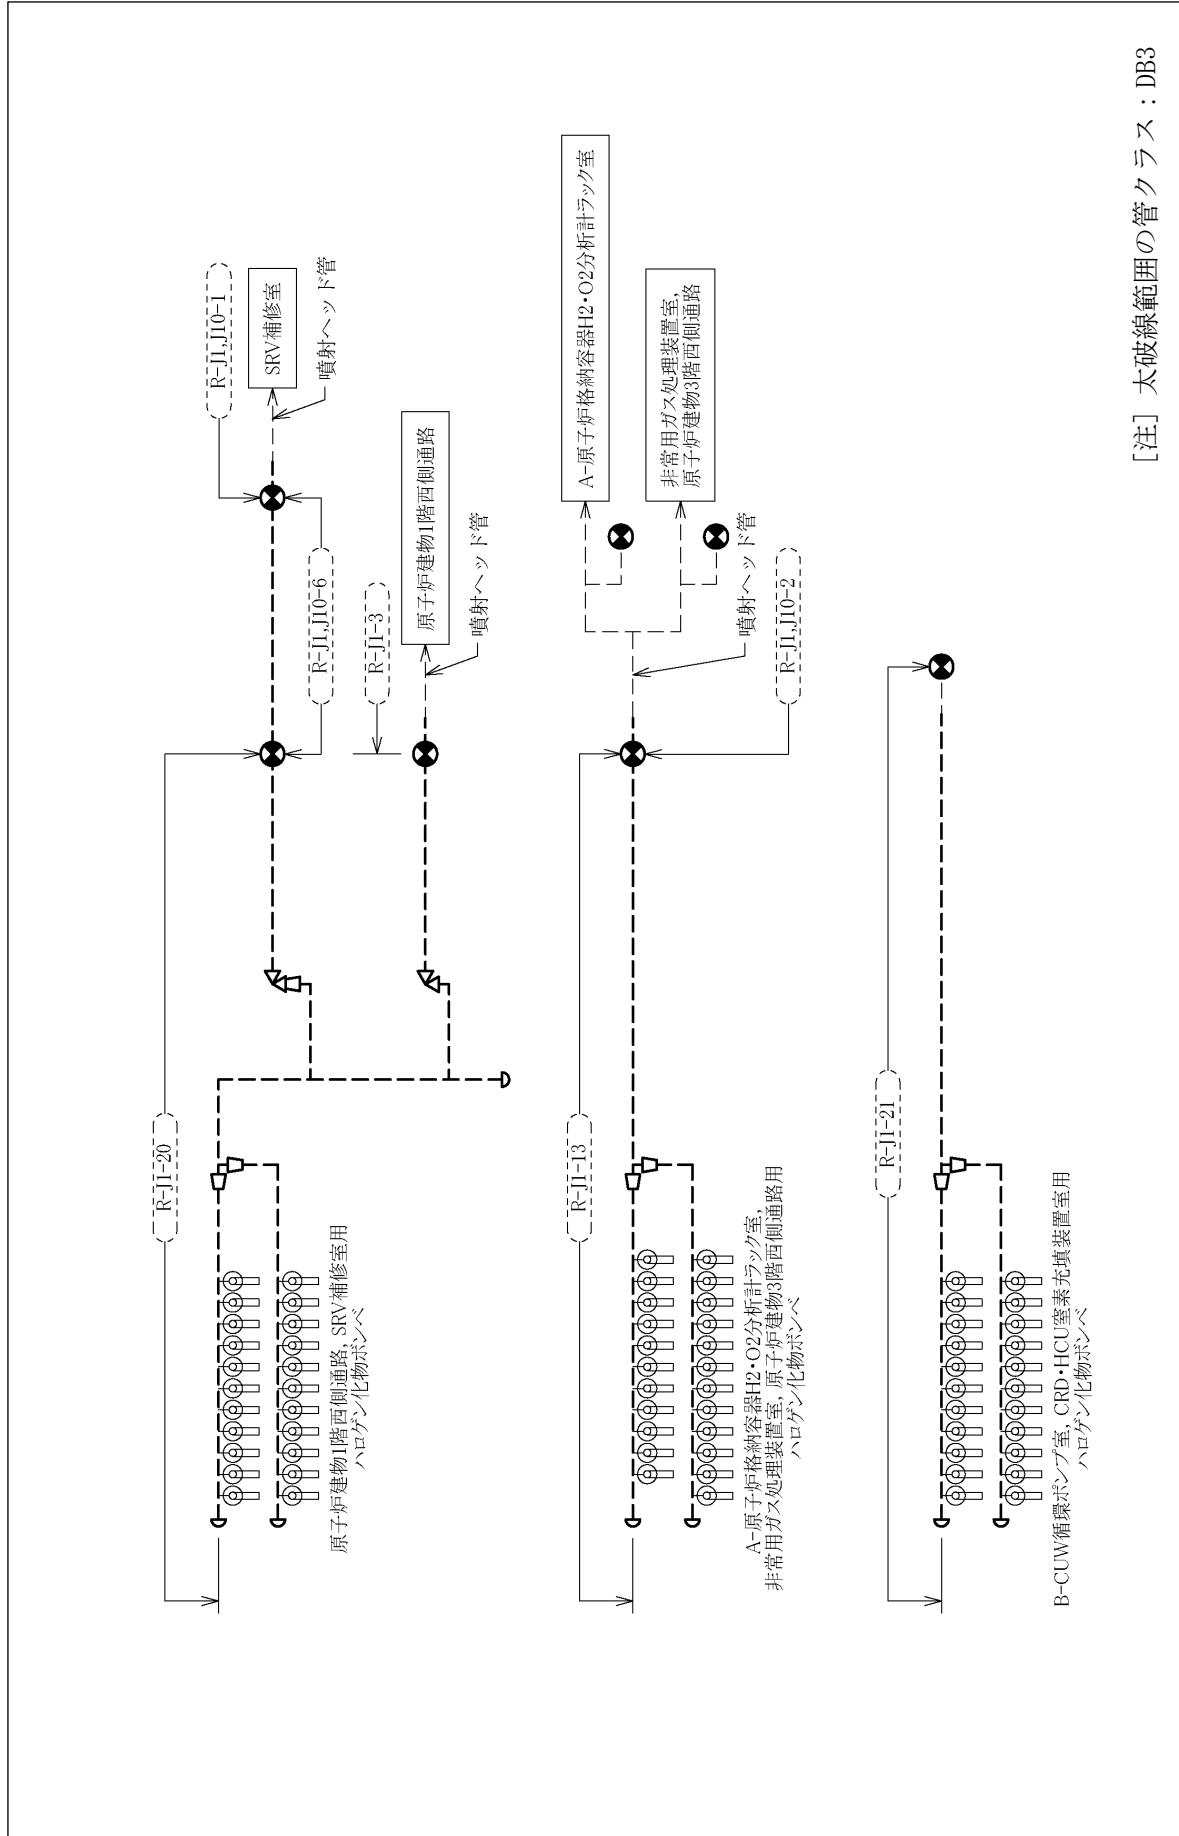 R-J1-20
R-J1,J10-1
SRV補修室
噴射ヘッド管
R-J1,J10-6
R-J1-3
原子炉建物1階西側通路
噴射ヘッド管
原子炉建物1階西側通路, SRV補修室用
ハロゲン化物ボンベ
R-J1-13
A-原子炉格納容器H2・O2分析計ラック室
非常用ガス処理装置室,
原子炉建物3階西側通路
噴射ヘッド管
R-J1,J10-2
A-原子炉格納容器H2・O2分析計ラック室,
非常用ガス処理装置室, 原子炉建物3階西側通路用
ハロゲン化物ボンベ
R-J1-21
B-CUW循環ポンプ室, CRD・HCU窒素充填装置室用
ハロゲン化物ボンベ
[注] 太破線範囲の管クラス：DB3